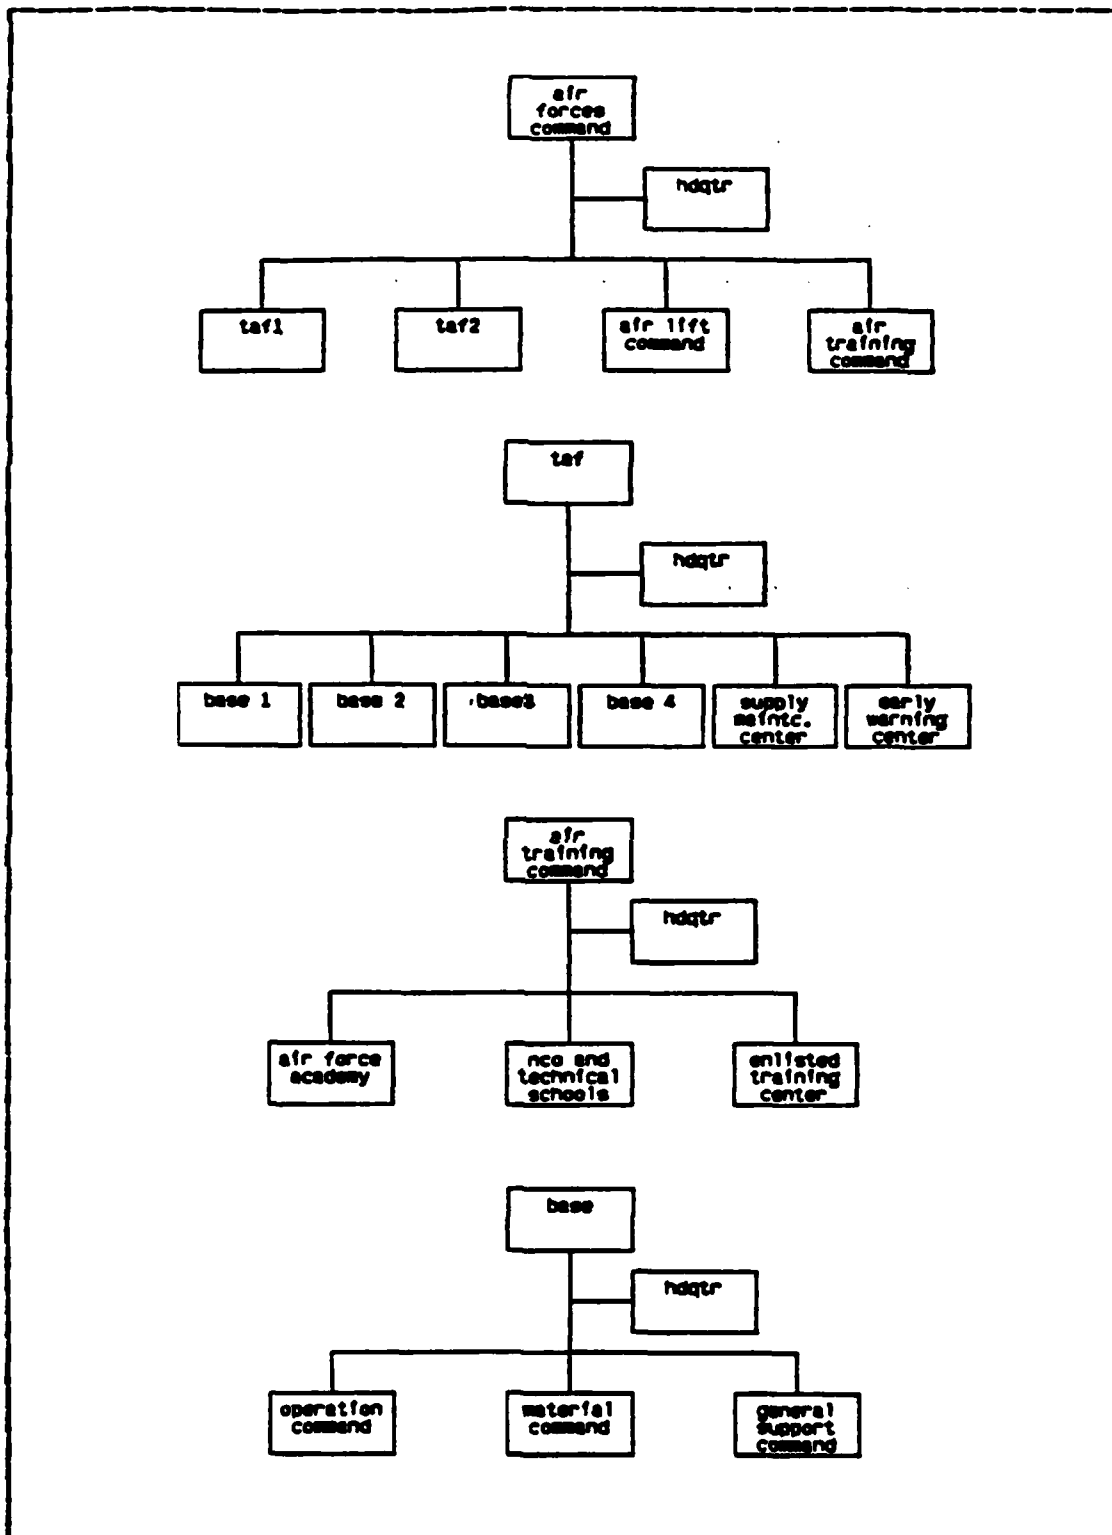 air
forces
command
hdqtr
taf1
taf2
air lift
command
air
training
command
taf
hdqtr
base 1
base 2
base3
base 4
supply
maintc.
center
early
warning
center
air
training
command
hdqtr
air force
academy
nco and
technical
schools
enlisted
training
center
base
hdqtr
operation
command
material
command
general
support
command